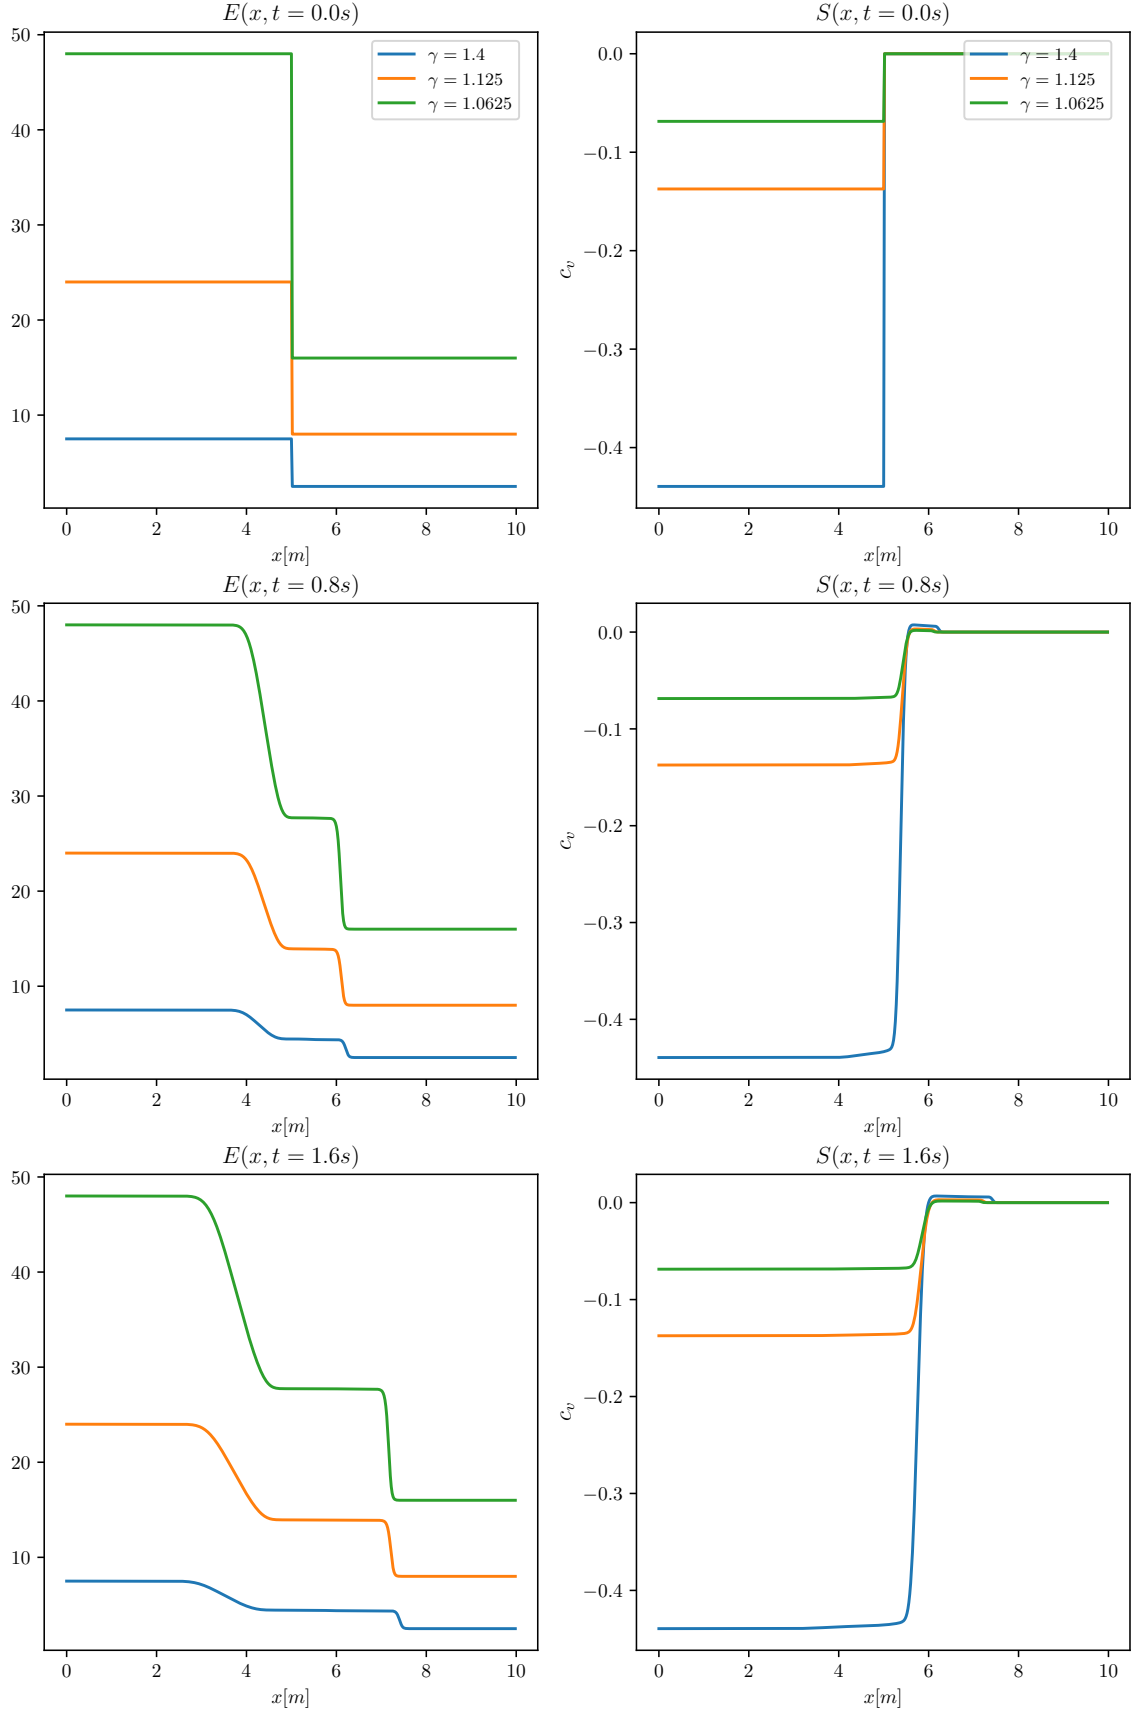 E(x, t = 0.0s)
50
40
30
20
10
γ = 1.4
γ = 1.125
γ = 1.0625
0 2 4 6 8 10
x[m]
S(x, t = 0.0s)
0.0
−0.1
−0.2
−0.3
−0.4
c_v
γ = 1.4
γ = 1.125
γ = 1.0625
0 2 4 6 8 10
x[m]
E(x, t = 0.8s)
50
40
30
20
10
0 2 4 6 8 10
x[m]
S(x, t = 0.8s)
0.0
−0.1
−0.2
−0.3
−0.4
c_v
0 2 4 6 8 10
x[m]
E(x, t = 1.6s)
50
40
30
20
10
0 2 4 6 8 10
x[m]
S(x, t = 1.6s)
0.0
−0.1
−0.2
−0.3
−0.4
c_v
0 2 4 6 8 10
x[m]